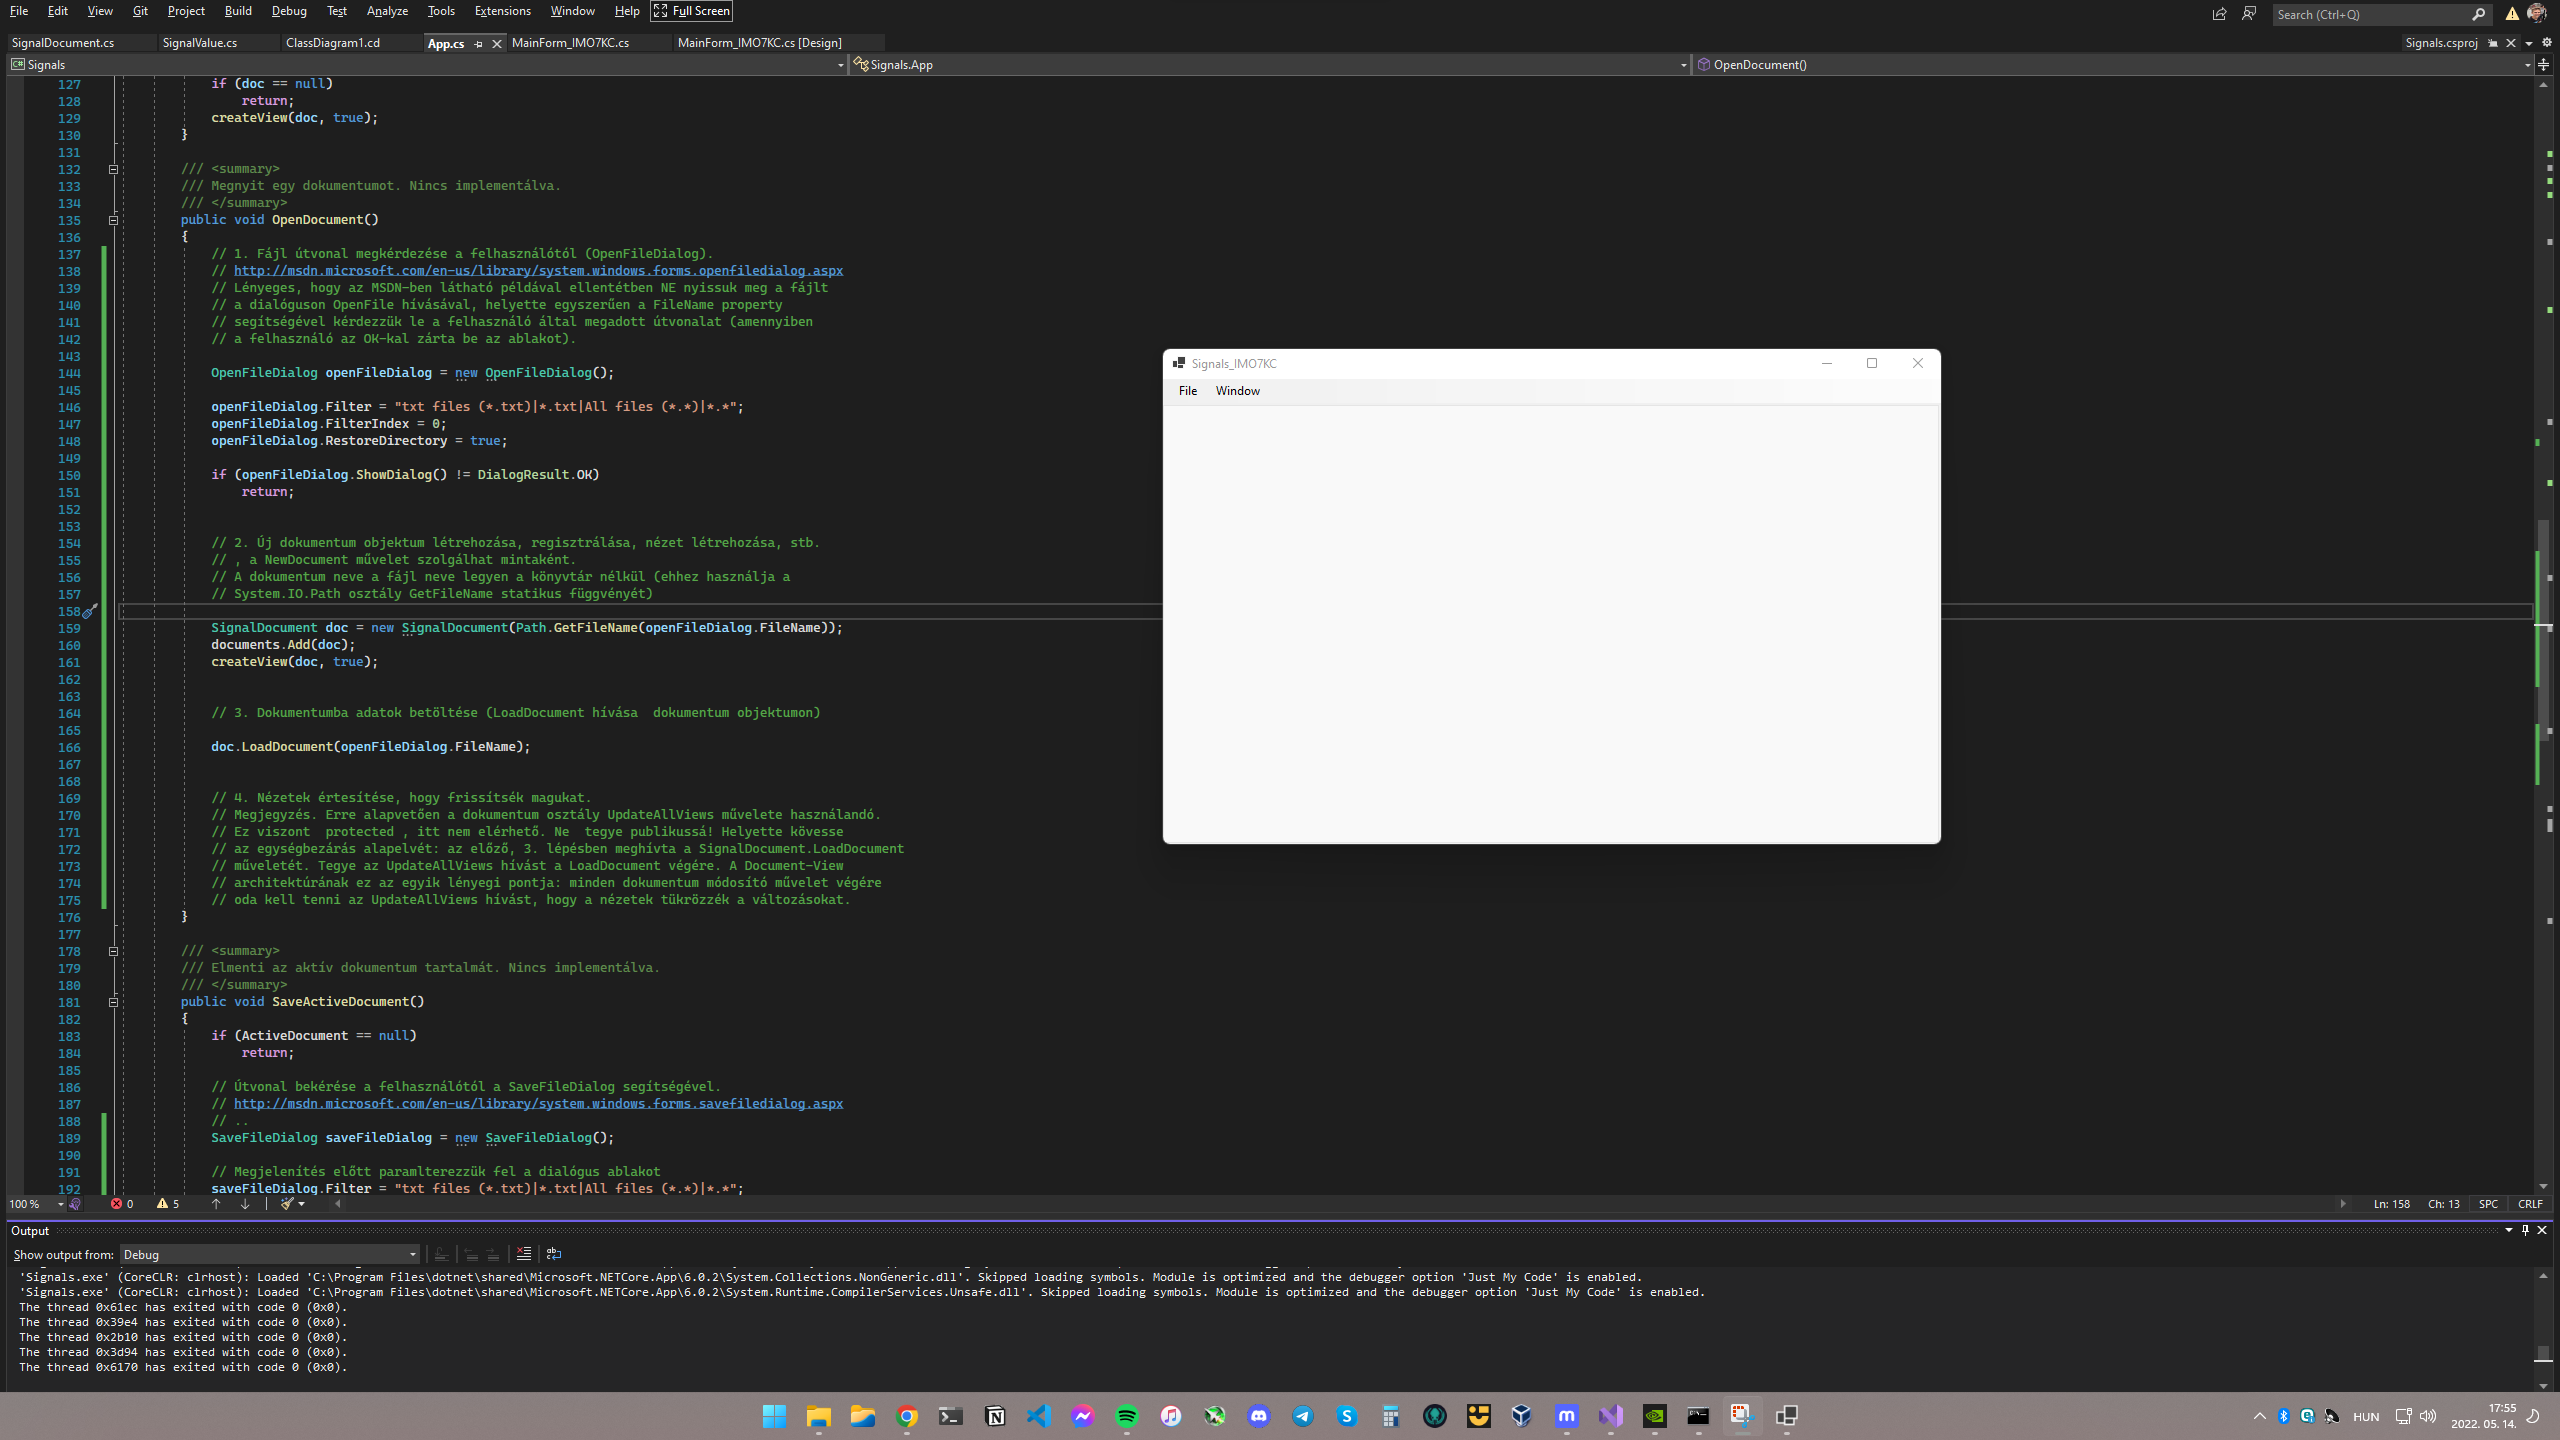 File Edit View Git Project Build Debug Test Analyze Tools Extensions Window Help Full Screen Search (Ctrl+Q)
SignalDocument.cs SignalValue.cs ClassDiagram1.cd App.cs MainForm_IMO7KC.cs MainForm_IMO7KC.cs [Design] Signals.csproj
Signals Signals.App OpenDocument()
127 if (doc == null)
128 return;
129 createView(doc, true);
130 }
131
132 /// <summary>
133 /// Megnyit egy dokumentumot. Nincs implementálva.
134 /// </summary>
135 public void OpenDocument()
136 {
137 // 1. Fájl útvonal megkérdezése a felhasználótól (OpenFileDialog).
138 // http://msdn.microsoft.com/en-us/library/system.windows.forms.openfiledialog.aspx
139 // Lényeges, hogy az MSDN-ben látható példával ellentétben NE nyissuk meg a fájlt
140 // a dialóguson OpenFile hívásával, helyette egyszerűen a FileName property
141 // segítségével kérdezzük le a felhasználó által megadott útvonalat (amennyiben
142 // a felhasználó az OK-kal zárta be az ablakot).
143
144 OpenFileDialog openFileDialog = new OpenFileDialog();
145
146 openFileDialog.Filter = "txt files (*.txt)|*.txt|All files (*.*)|*.*";
147 openFileDialog.FilterIndex = 0;
148 openFileDialog.RestoreDirectory = true;
149
150 if (openFileDialog.ShowDialog() != DialogResult.OK)
151 return;
152
153
154 // 2. Új dokumentum objektum létrehozása, regisztrálása, nézet létrehozása, stb.
155 // , a NewDocument művelet szolgálhat mintaként.
156 // A dokumentum neve a fájl neve legyen a könyvtár nélkül (ehhez használja a
157 // System.IO.Path osztály GetFileName statikus függvényét)
158
159 SignalDocument doc = new SignalDocument(Path.GetFileName(openFileDialog.FileName));
160 documents.Add(doc);
161 createView(doc, true);
162
163
164 // 3. Dokumentumba adatok betöltése (LoadDocument hívása  dokumentum objektumon)
165
166 doc.LoadDocument(openFileDialog.FileName);
167
168
169 // 4. Nézetek értesítése, hogy frissítsék magukat.
170 // Megjegyzés. Erre alapvetően a dokumentum osztály UpdateAllViews művelete használandó.
171 // Ez viszont  protected , itt nem elérhető. Ne  tegye publikussá! Helyette kövesse
172 // az egységbezárás alapelvét: az előző, 3. lépésben meghívta a SignalDocument.LoadDocument
173 // műveletét. Tegye az UpdateAllViews hívást a LoadDocument végére. A Document-View
174 // architektúrának ez az egyik lényegi pontja: minden dokumentum módosító művelet végére
175 // oda kell tenni az UpdateAllViews hívást, hogy a nézetek tükrözzék a változásokat.
176 }
177
178 /// <summary>
179 /// Elmenti az aktív dokumentum tartalmát. Nincs implementálva.
180 /// </summary>
181 public void SaveActiveDocument()
182 {
183 if (ActiveDocument == null)
184 return;
185
186 // Útvonal bekérése a felhasználótól a SaveFileDialog segítségével.
187 // http://msdn.microsoft.com/en-us/library/system.windows.forms.savefiledialog.aspx
188 // ..
189 SaveFileDialog saveFileDialog = new SaveFileDialog();
190
191 // Megjelenítés előtt paramlterezzük fel a dialógus ablakot
192 saveFileDialog.Filter = "txt files (*.txt)|*.txt|All files (*.*)|*.*";
Signals_IMO7KC
File Window
100 % 0 5 Ln: 158 Ch: 13 SPC CRLF
Output
Show output from: Debug
'Signals.exe' (CoreCLR: clrhost): Loaded 'C:\Program Files\dotnet\shared\Microsoft.NETCore.App\6.0.2\System.Collections.NonGeneric.dll'. Skipped loading symbols. Module is optimized and the debugger option 'Just My Code' is enabled.
'Signals.exe' (CoreCLR: clrhost): Loaded 'C:\Program Files\dotnet\shared\Microsoft.NETCore.App\6.0.2\System.Runtime.CompilerServices.Unsafe.dll'. Skipped loading symbols. Module is optimized and the debugger option 'Just My Code' is enabled.
The thread 0x61ec has exited with code 0 (0x0).
The thread 0x39e4 has exited with code 0 (0x0).
The thread 0x2b10 has exited with code 0 (0x0).
The thread 0x3d94 has exited with code 0 (0x0).
The thread 0x6170 has exited with code 0 (0x0).
HUN
17:55
2022. 05. 14.